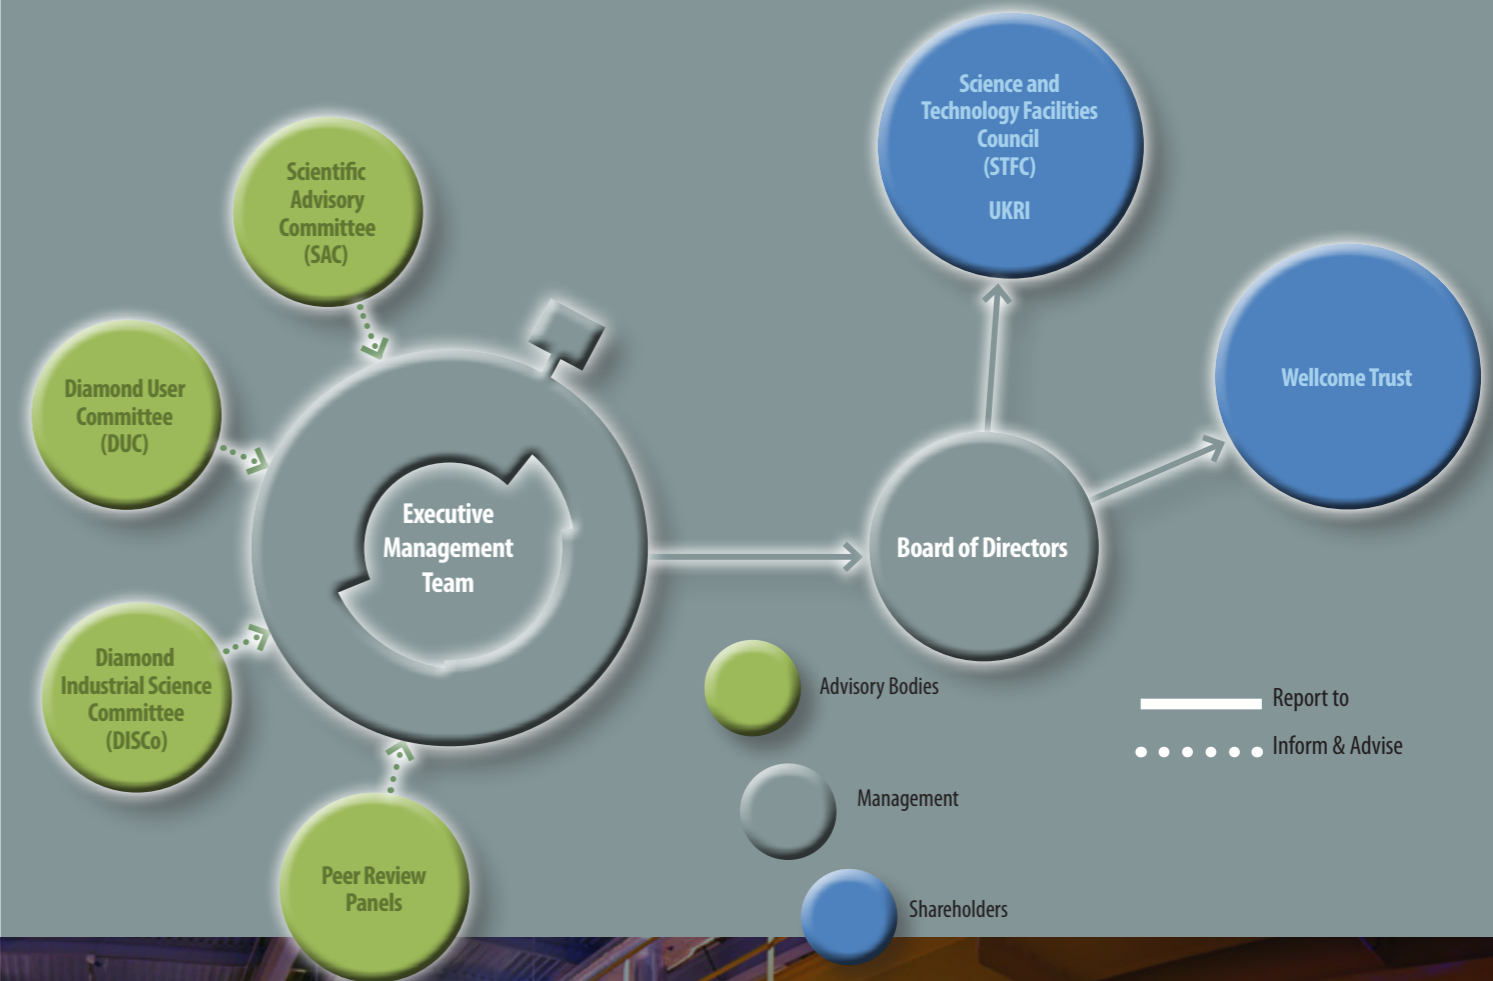 Science and
Technology Facilities
Council
(STFC)
UKRI
Scientific
Advisory
Committee
(SAC)
Wellcome Trust
Diamond User
Committee
(DUC)
Executive
Management
Team
Board of Directors
Diamond
Industrial Science
Committee
(DISCo)
Peer Review
Panels
Advisory Bodies
Management
Shareholders
Report to
Inform & Advise